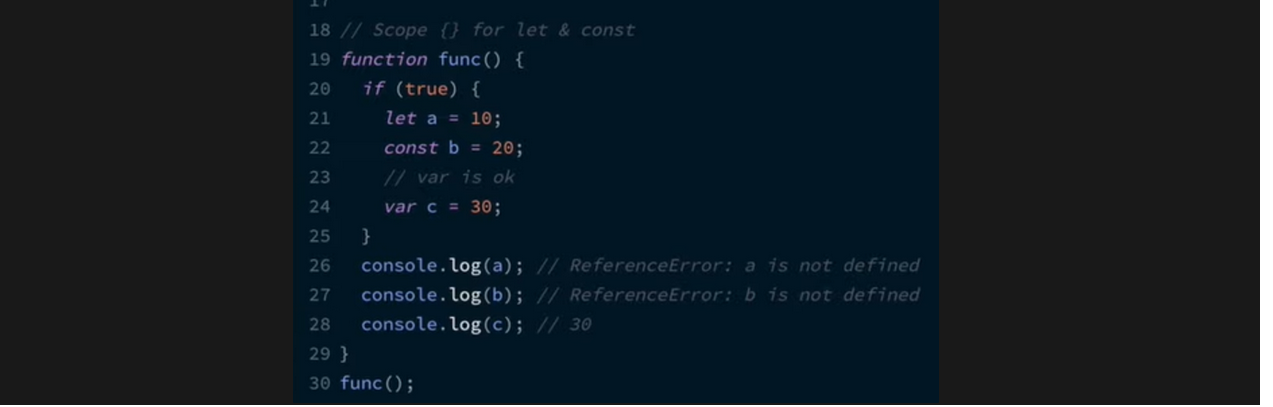 17
18 // Scope {} for let & const
19 function func() {
20 if (true) {
21 let a = 10;
22 const b = 20;
23 // var is ok
24 var c = 30;
25 }
26 console.log(a); // ReferenceError: a is not defined
27 console.log(b); // ReferenceError: b is not defined
28 console.log(c); // 30
29 }
30 func();